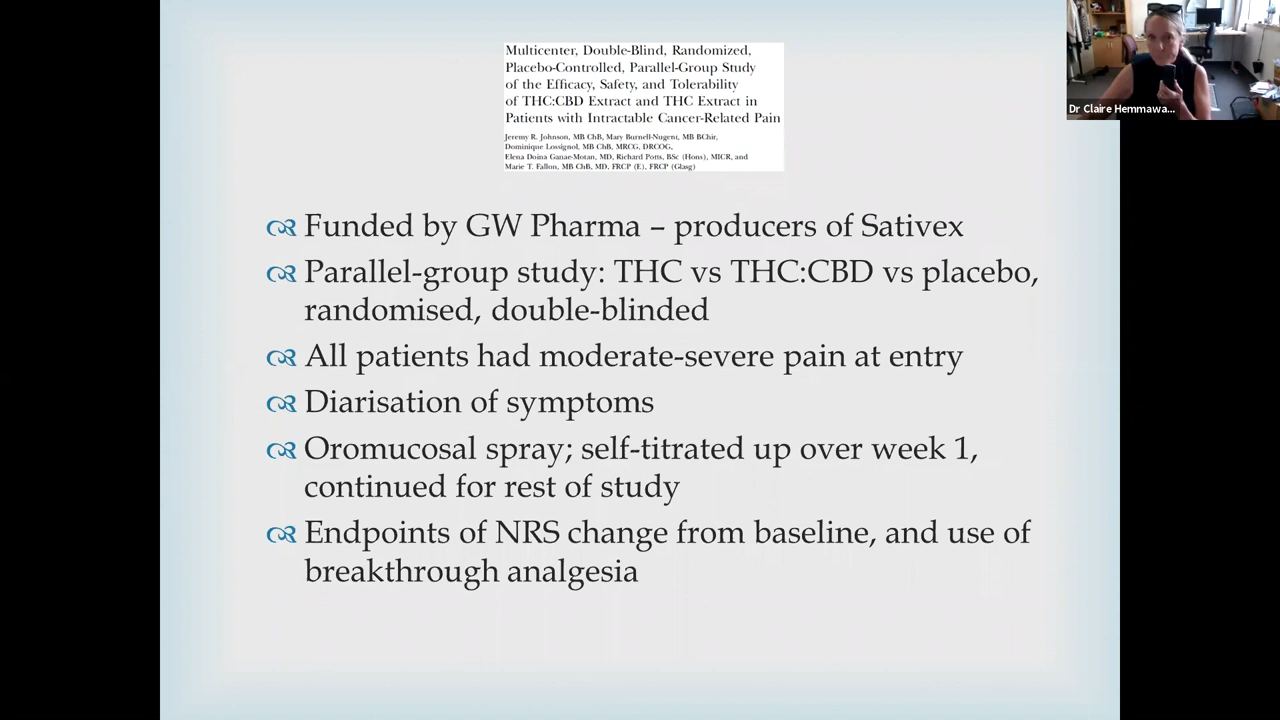 Multicenter, Double-Blind, Randomized,
Placebo-Controlled, Parallel-Group Study
of the Efficacy, Safety, and Tolerability
of THC:CBD Extract and THC Extract in
Patients with Intractable Cancer-Related Pain
Jeremy R. Johnson, MB ChB, Mary Burnell-Nugent, MB BChir,
Dominique Lossignol, MB ChB, MRCG, DRCOG,
Elena Doina Ganae-Motan, MD, Richard Potts, BSc (Hons), MICR, and
Marie T. Fallon, MB ChB, MD, FRCP (E), FRCP (Glasg)
Dr Claire Hemmawa...
Funded by GW Pharma – producers of Sativex
Parallel-group study: THC vs THC:CBD vs placebo,
randomised, double-blinded
All patients had moderate-severe pain at entry
Diarisation of symptoms
Oromucosal spray; self-titrated up over week 1,
continued for rest of study
Endpoints of NRS change from baseline, and use of
breakthrough analgesia